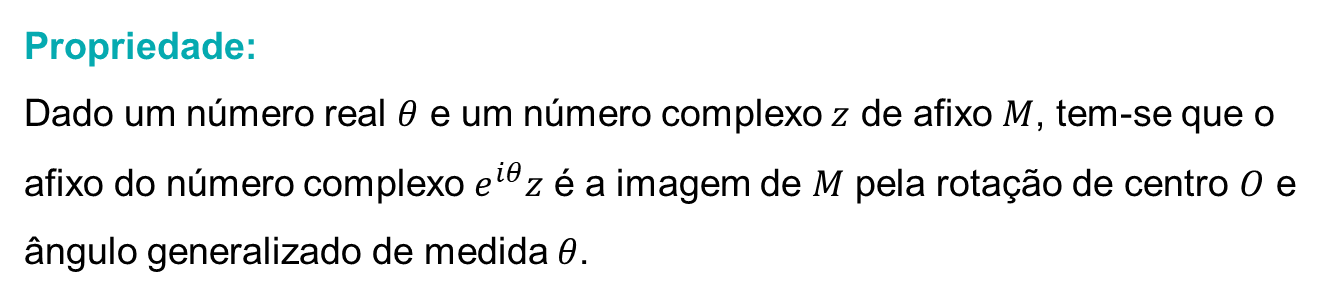 Propriedade:
Dado um número real θ e um número complexo z de afixo M, tem-se que o
afixo do número complexo e^{iθ}z é a imagem de M pela rotação de centro O e
ângulo generalizado de medida θ.